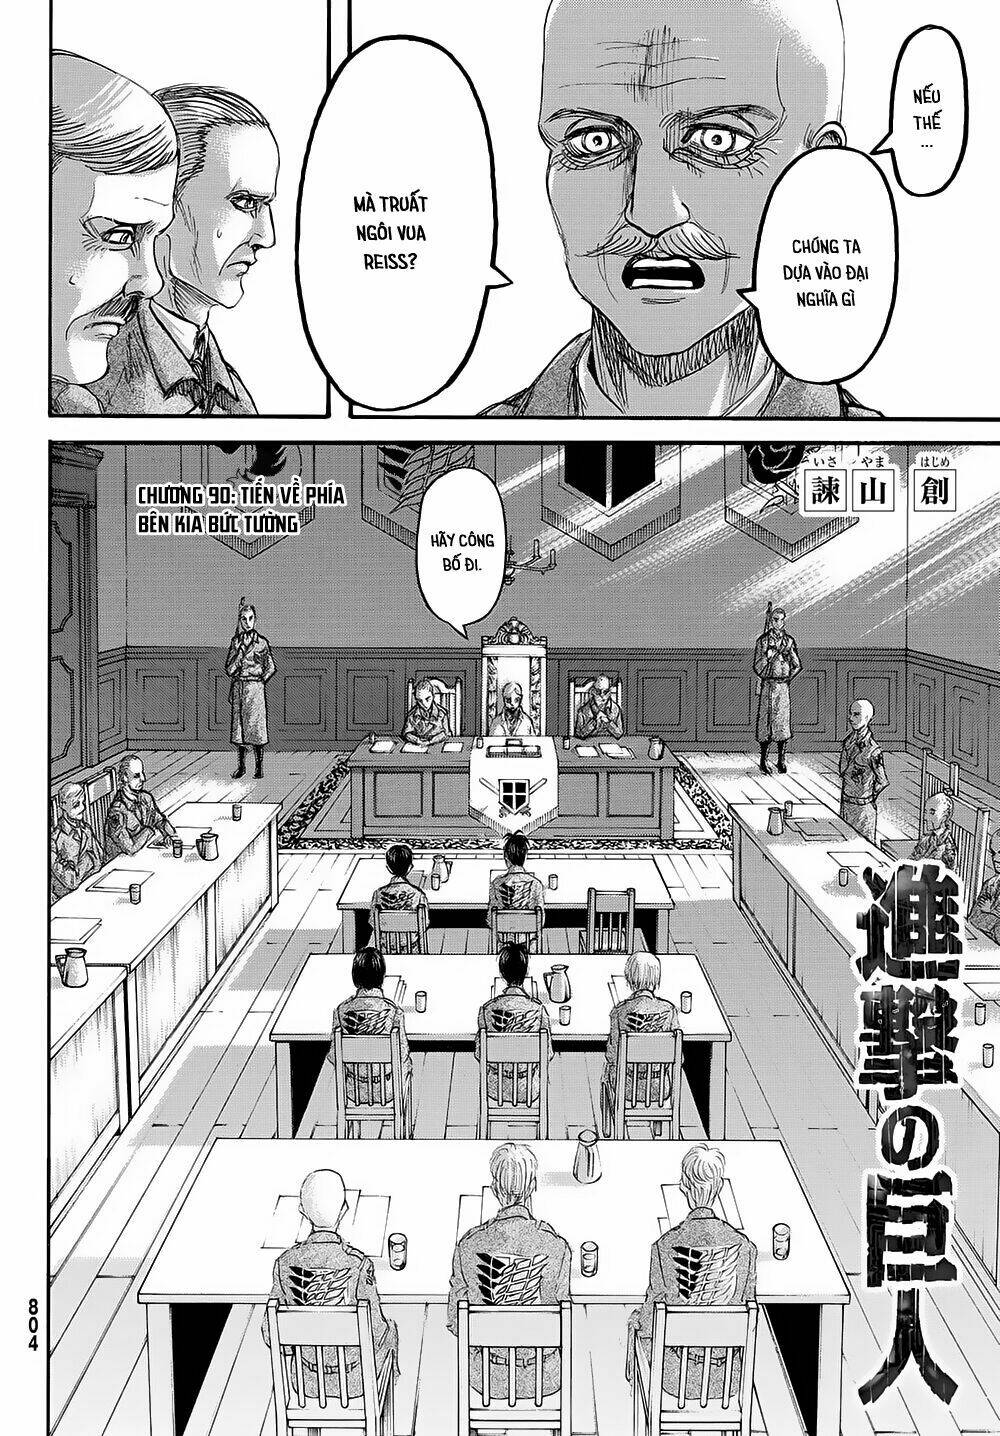 NẾU
THẾ
...
CHÚNG TA
DỰA VÀO ĐẠI
NGHĨA GÌ
MÀ TRUẤT
NGÔI VUA
REISS?
いさ やま はじめ
諫山創
CHƯƠNG 90: TIẾN VỀ PHÍA
BÊN KIA BỨC TƯỜNG
HÃY CÔNG
BỐ ĐI.
進撃の巨人
804